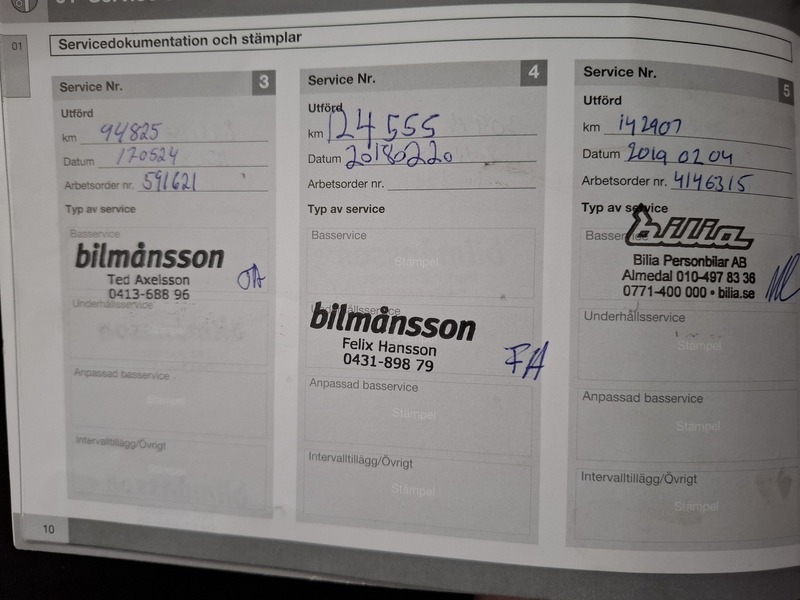 01
Servicedokumentation och stämplar
Service Nr. 3
Utförd
km 94825
Datum 170524
Arbetsorder nr. 591621
Typ av service
Basservice
bilmånsson
Ted Axelsson
0413-688 96
Underhållsservice
Anpassad basservice
Stämpel
Intervalltillägg/Övrigt
Service Nr. 4
Utförd
km 124555
Datum 20180220
Arbetsorder nr.
Typ av service
Basservice
Stämpel
Underhållsservice
bilmånsson
Felix Hansson
0431-898 79
FH
Anpassad basservice
Stämpel
Intervalltillägg/Övrigt
Stämpel
Service Nr. 5
Utförd
km 142907
Datum 2019 02 04
Arbetsorder nr. 4146315
Typ av service
Basservice
bilia
Bilia Personbilar AB
Almedal 010-497 83 36
0771-400 000 • bilia.se
Underhållsservice
Stämpel
Anpassad basservice
Stämpel
Intervalltillägg/Övrigt
Stämpel
10